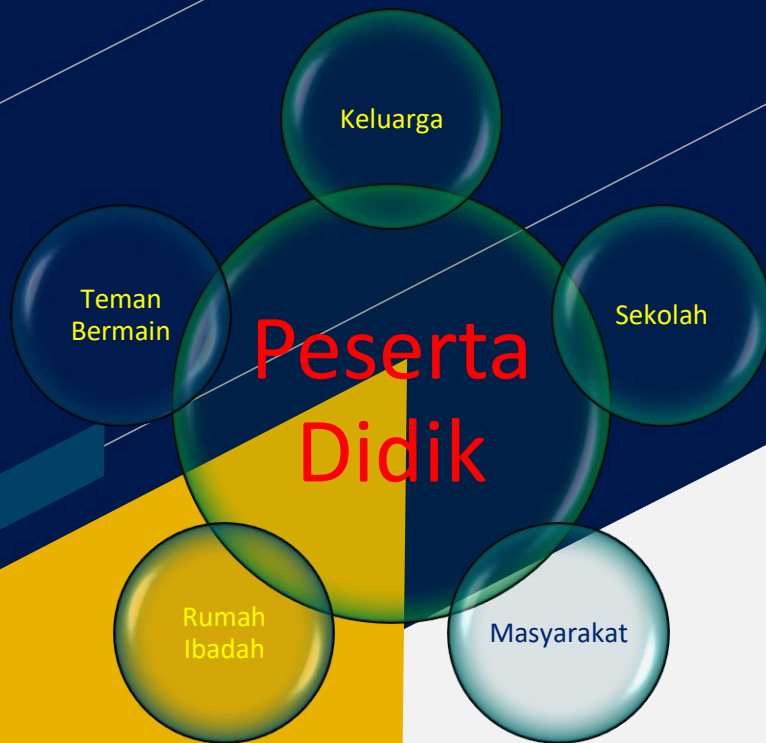 Keluarga
Teman
Bermain
Sekolah
Peserta
Didik
Rumah
Ibadah
Masyarakat